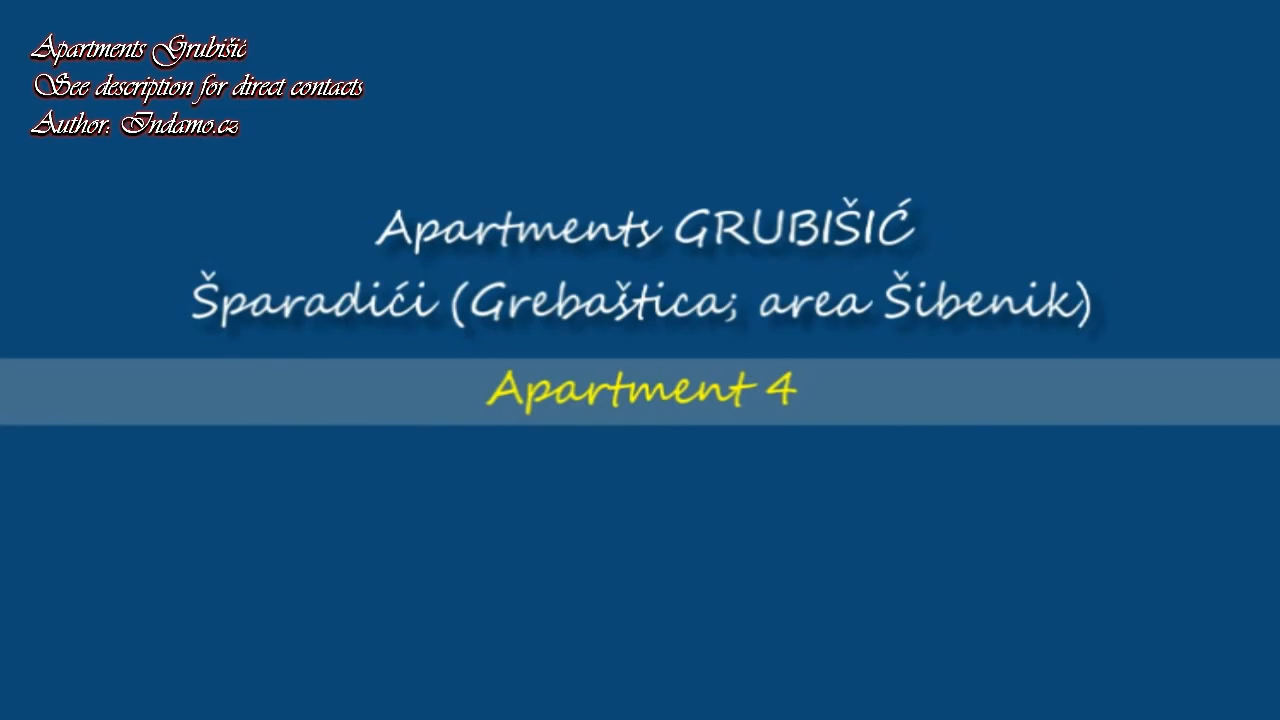 Apartments Grubišić
See description for direct contacts
Author: Indamo.cz
Apartments GRUBIŠIĆ
Šparadići (Grebaštica; area Šibenik)
Apartment 4